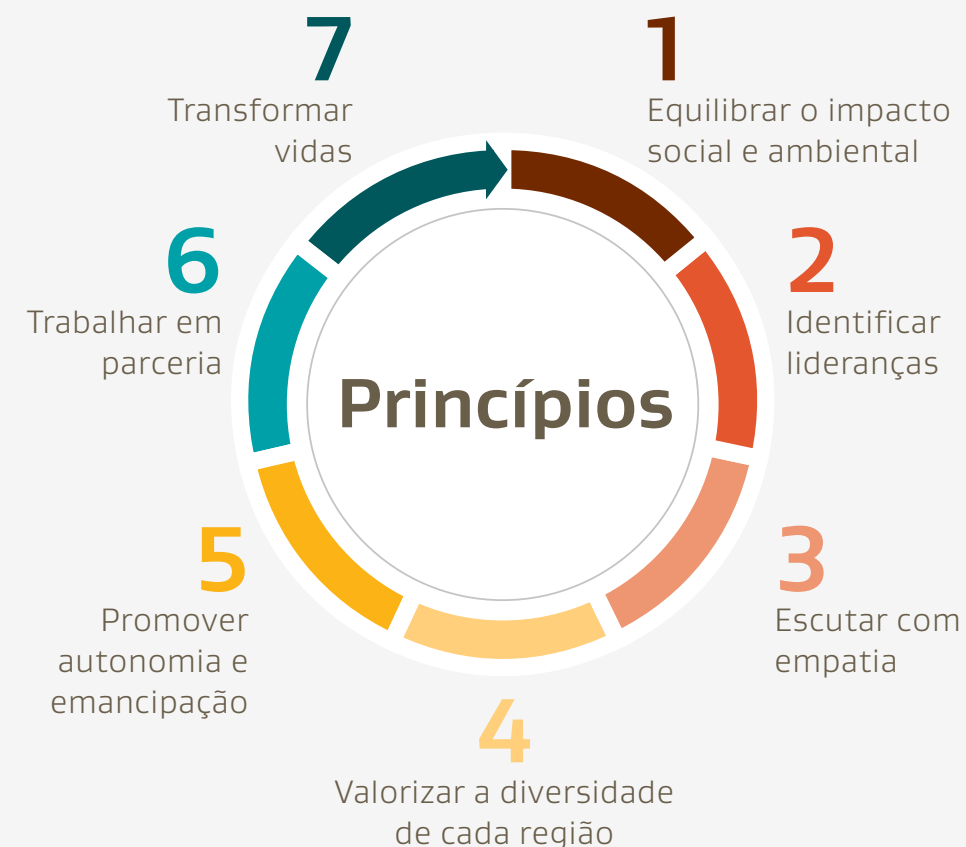 Princípios
1
Equilibrar o impacto
social e ambiental
2
Identificar
lideranças
3
Escutar com
empatia
4
Valorizar a diversidade
de cada região
5
Promover
autonomia e
emancipação
6
Trabalhar em
parceria
7
Transformar
vidas